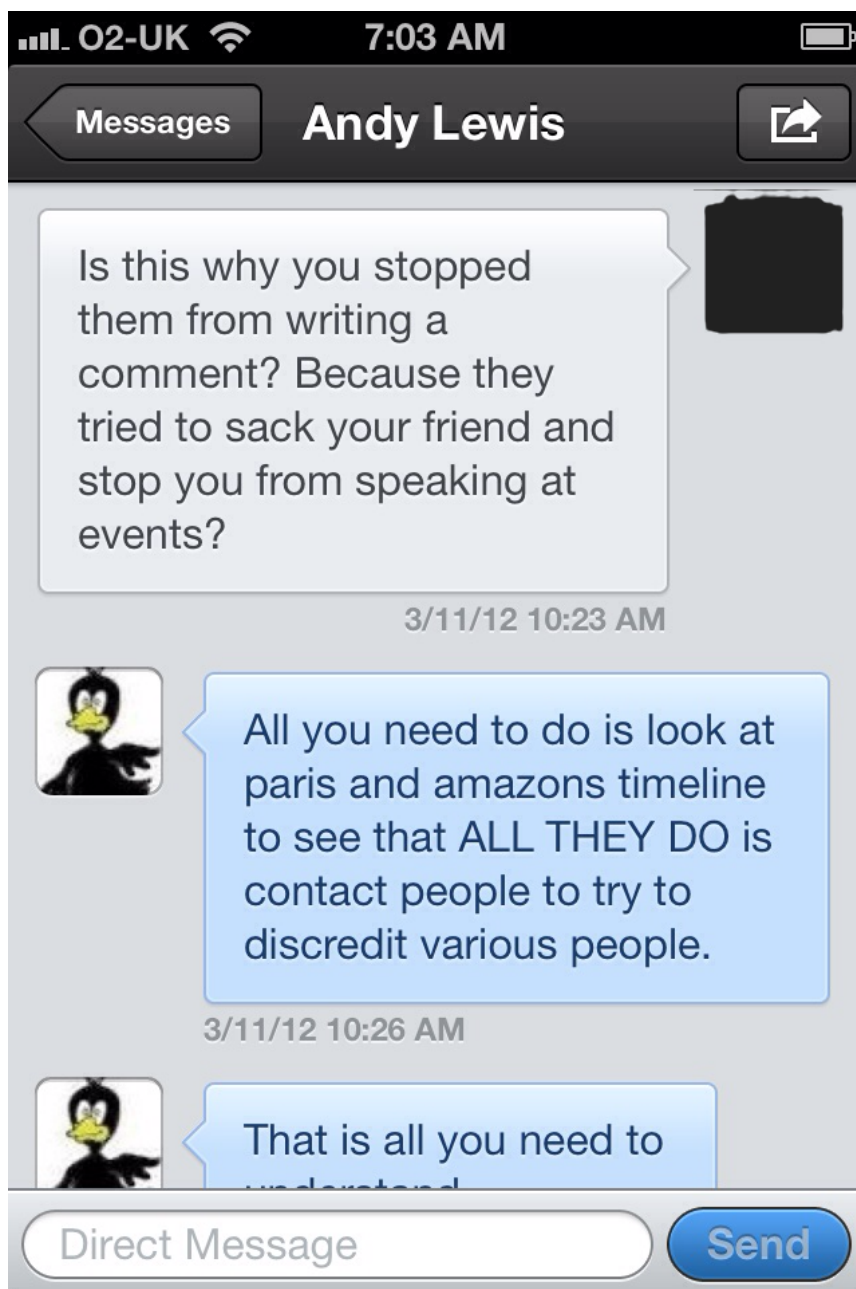 O2-UK 7:03 AM
Messages Andy Lewis
Is this why you stopped
them from writing a
comment? Because they
tried to sack your friend and
stop you from speaking at
events?
3/11/12 10:23 AM
All you need to do is look at
paris and amazons timeline
to see that ALL THEY DO is
contact people to try to
discredit various people.
3/11/12 10:26 AM
That is all you need to
understand
Direct Message Send